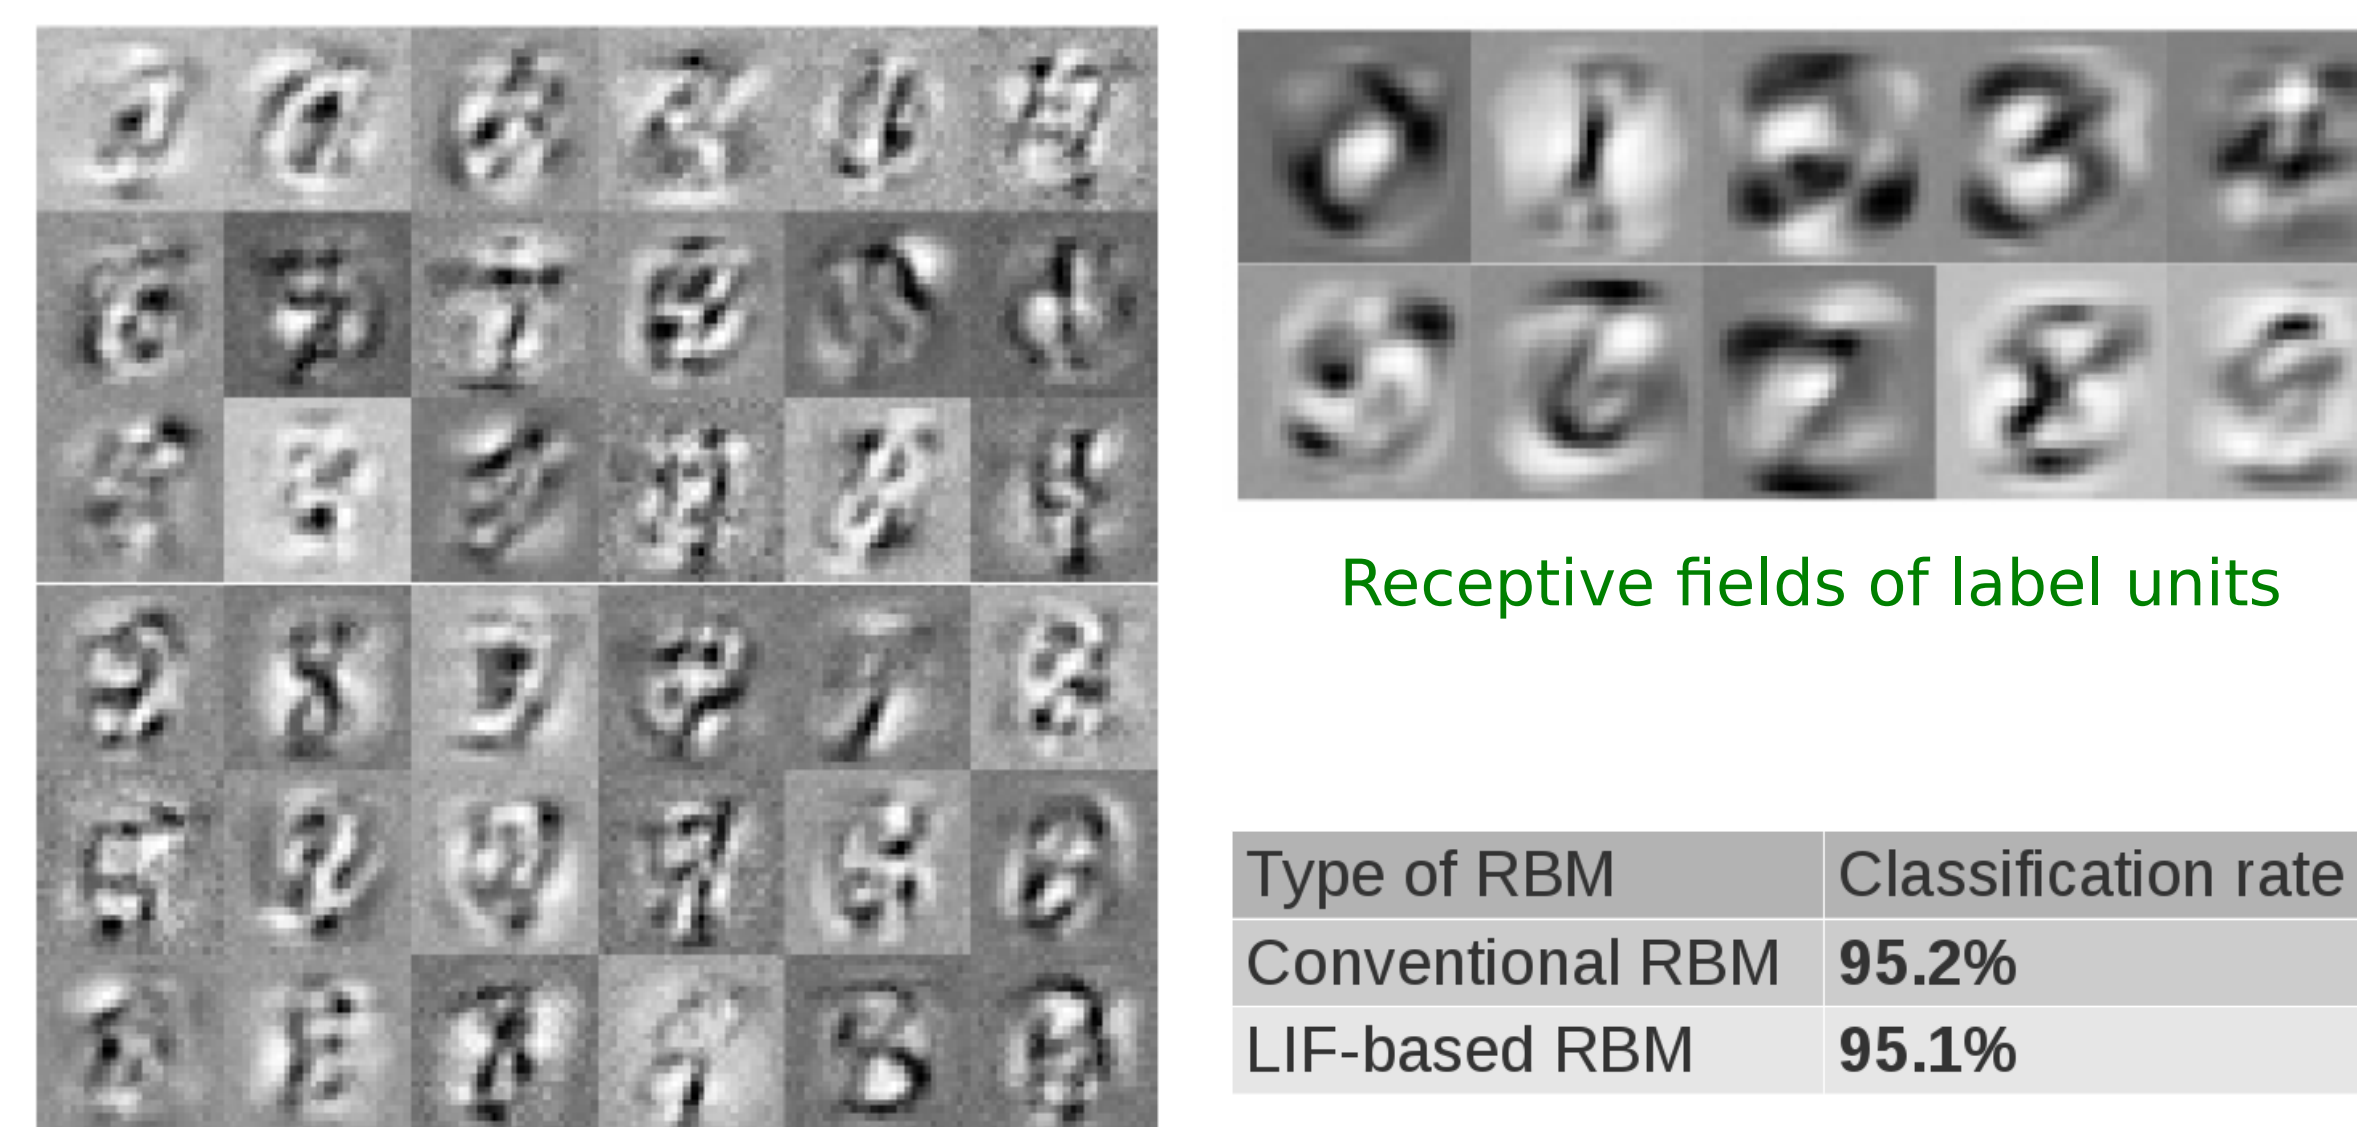 Receptive fields of label units
Type of RBM Classification rate
Conventional RBM 95.2%
LIF-based RBM 95.1%